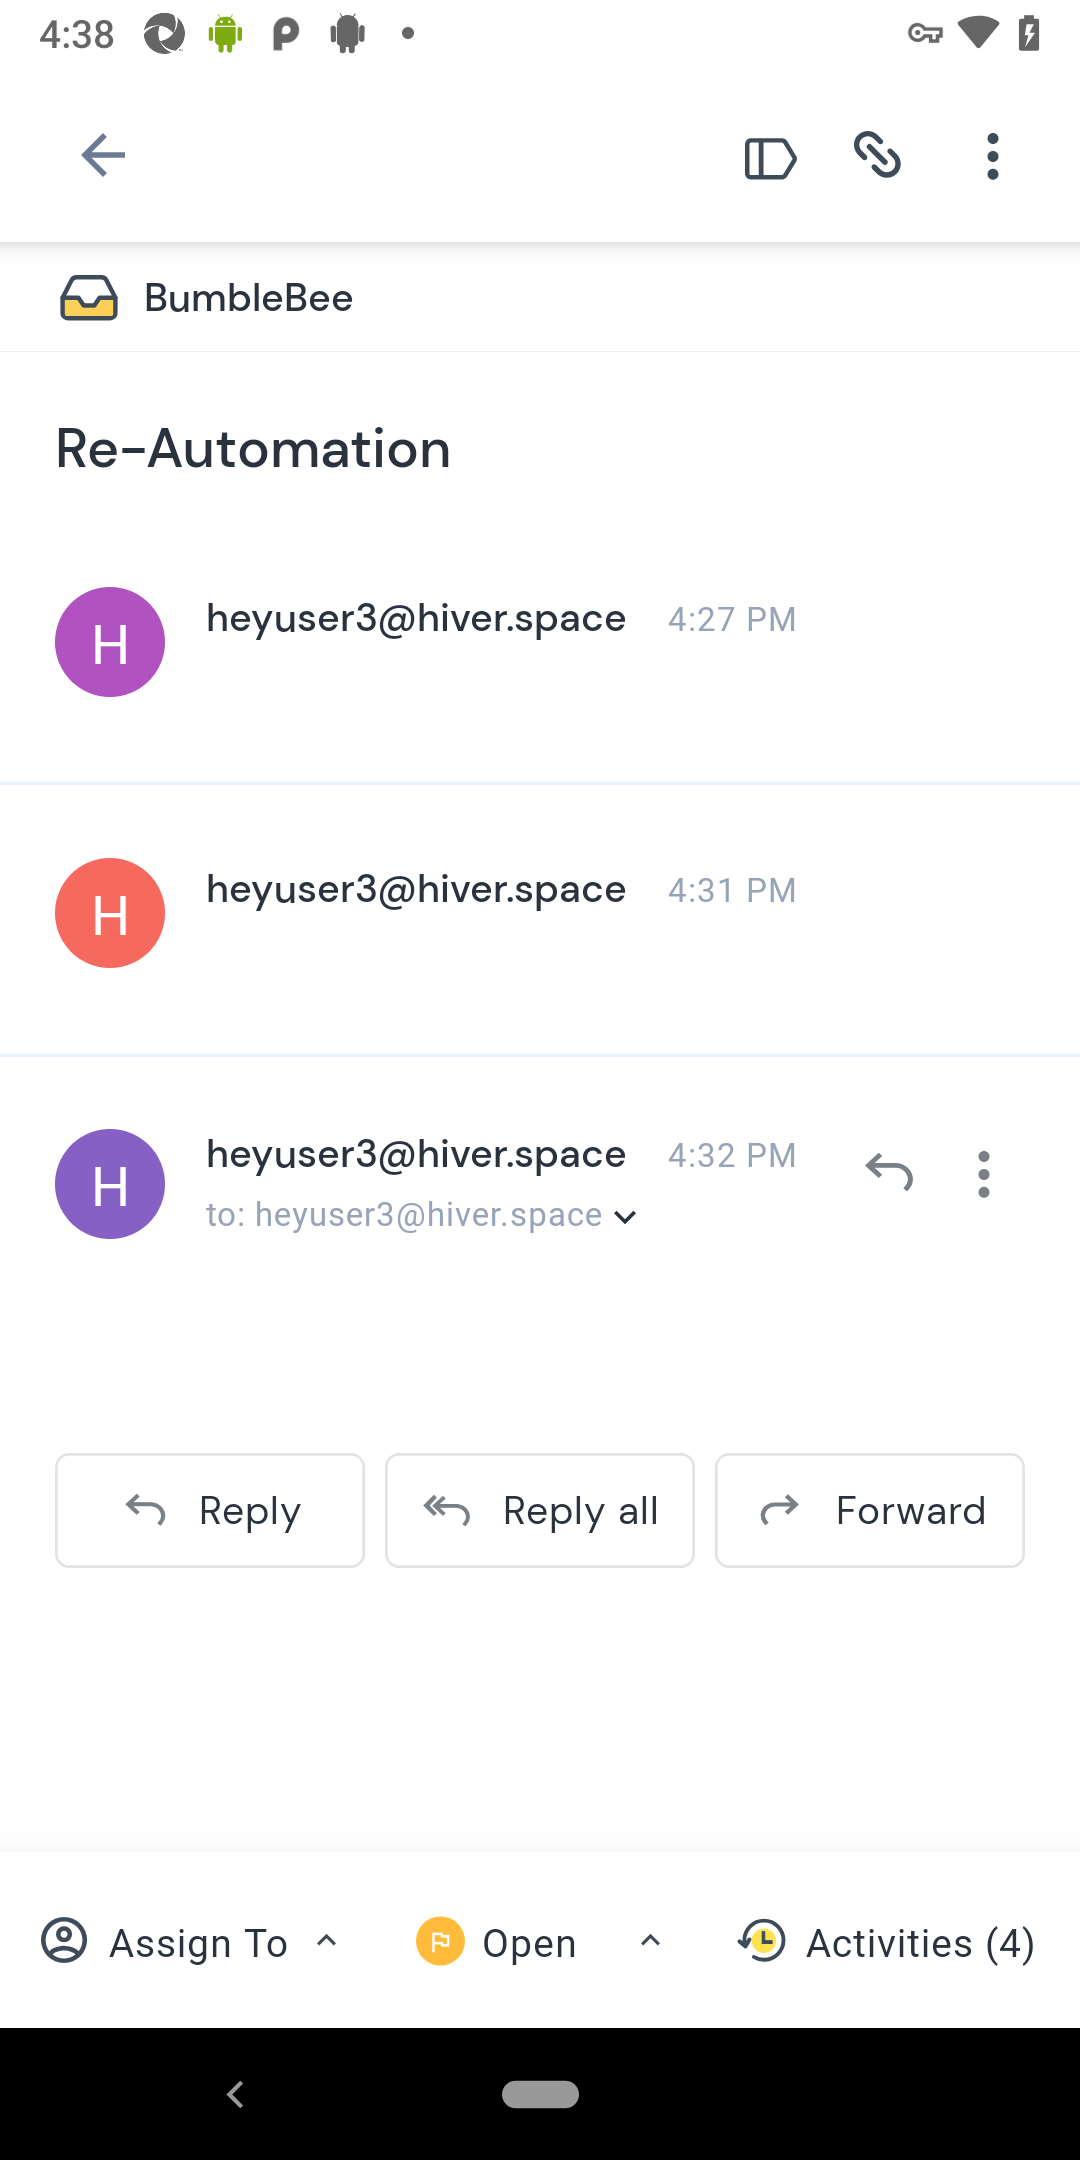 4:38
BumbleBee
Re-Automation
H heyuser3@hiver.space 4:27 PM
H heyuser3@hiver.space 4:31 PM
H heyuser3@hiver.space 4:32 PM
to: heyuser3@hiver.space
Reply Reply all Forward
Assign To Open Activities (4)